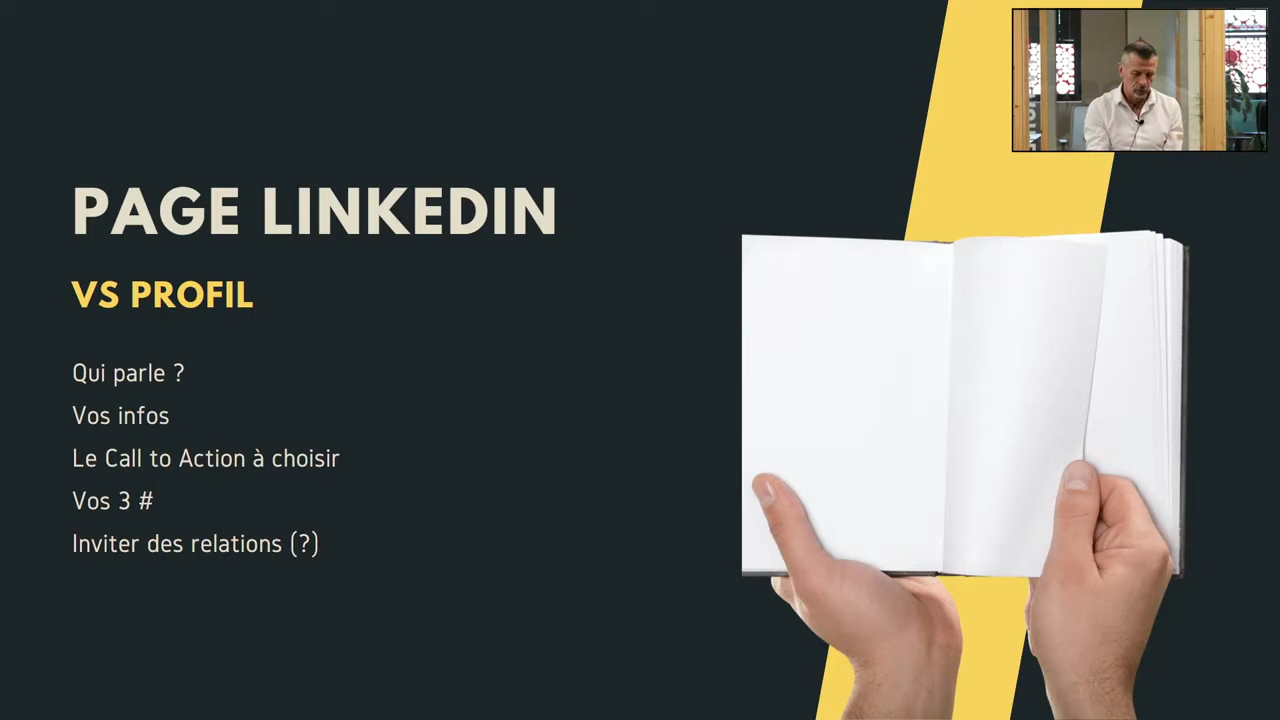 PAGE LINKEDIN
VS PROFIL
Qui parle ?
Vos infos
Le Call to Action à choisir
Vos 3 #
Inviter des relations (?)